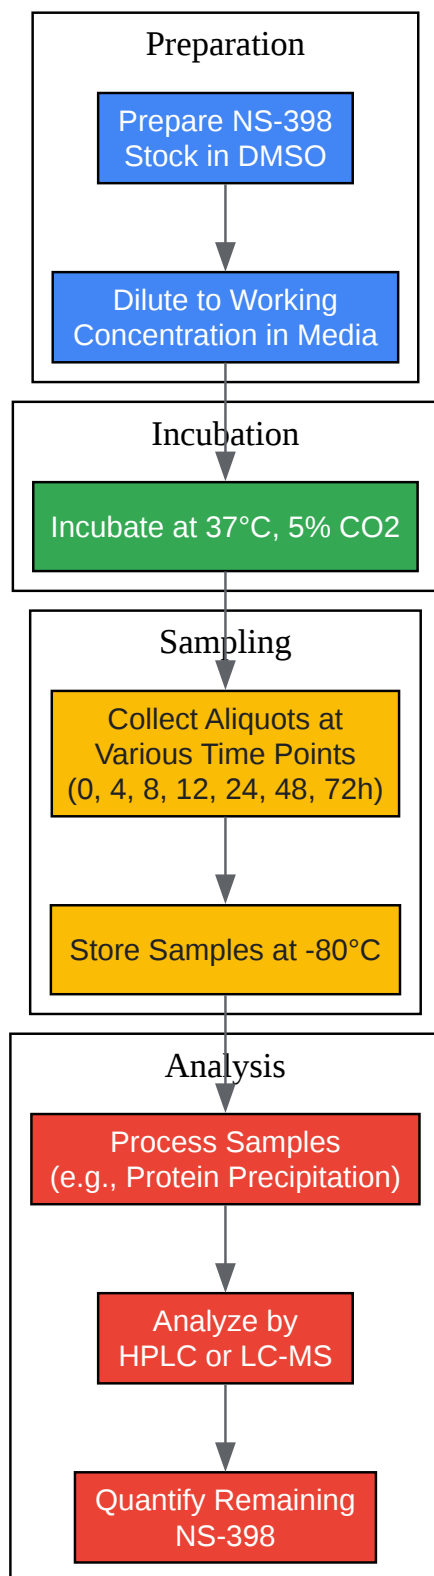 Preparation
Prepare NS-398
Stock in DMSO
Dilute to Working
Concentration in Media
Incubation
Incubate at 37°C, 5% CO2
Sampling
Collect Aliquots at
Various Time Points
(0, 4, 8, 12, 24, 48, 72h)
Store Samples at -80°C
Analysis
Process Samples
(e.g., Protein Precipitation)
Analyze by
HPLC or LC-MS
Quantify Remaining
NS-398